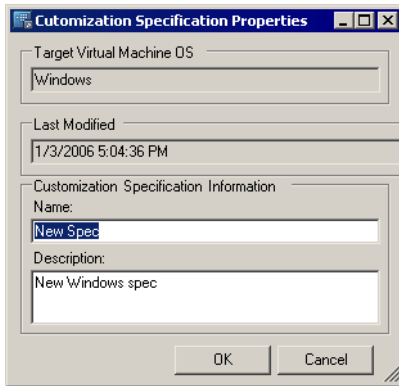 Cutomization Specification Properties
Target Virtual Machine OS
Windows
Last Modified
1/3/2006 5:04:36 PM
Customization Specification Information
Name:
New Spec
Description:
New Windows spec
OK Cancel